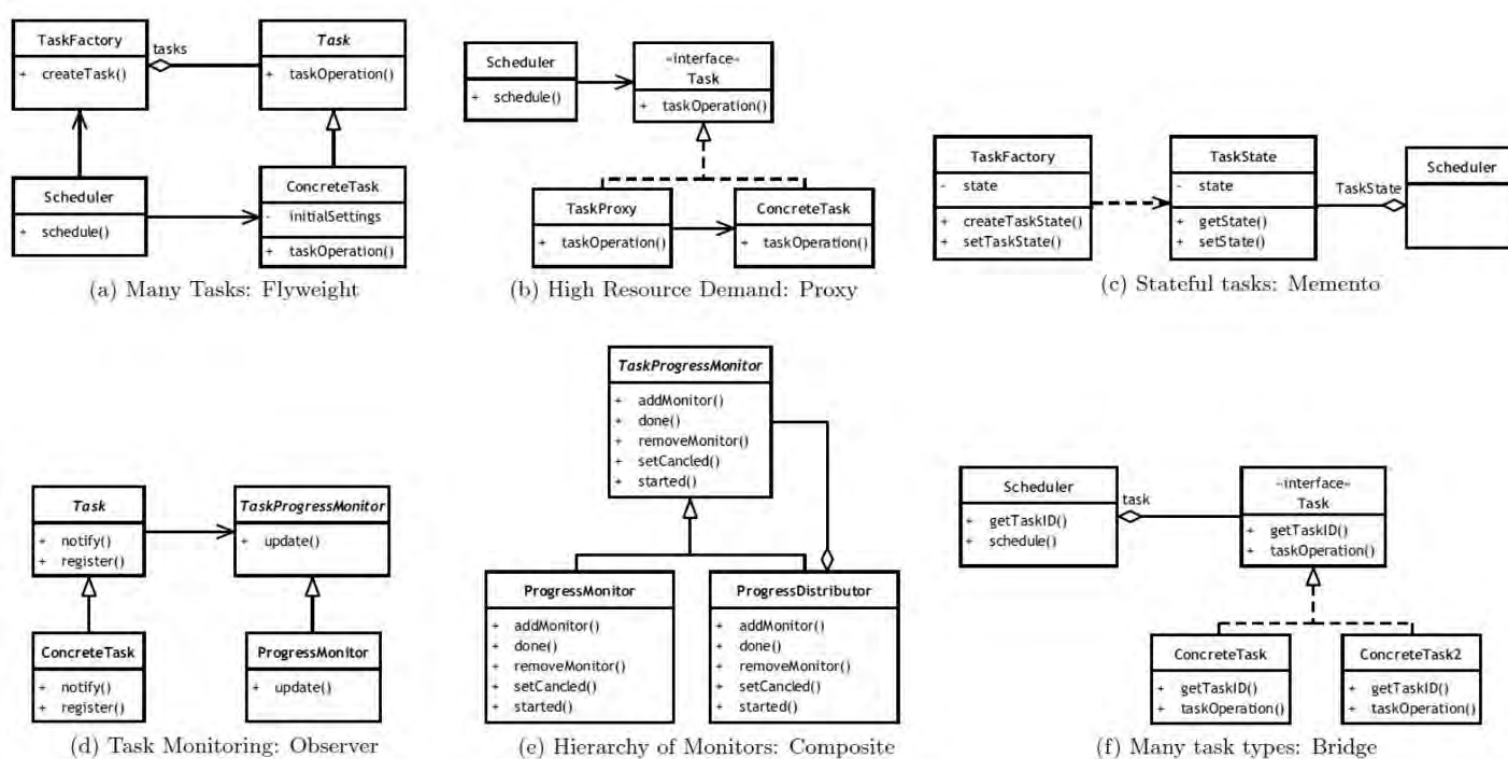 TaskFactory
+ createTask()
tasks
Task
+ taskOperation()
Scheduler
+ schedule()
ConcreteTask
- initialSettings
+ taskOperation()
(a) Many Tasks: Flyweight
Scheduler
+ schedule()
«interface»
Task
+ taskOperation()
TaskProxy
+ taskOperation()
ConcreteTask
+ taskOperation()
(b) High Resource Demand: Proxy
TaskFactory
- state
+ createTaskState()
+ setTaskState()
TaskState
- state
+ getState()
+ setState()
TaskState
Scheduler
(c) Stateful tasks: Memento
Task
+ notify()
+ register()
TaskProgressMonitor
+ update()
ConcreteTask
+ notify()
+ register()
ProgressMonitor
+ update()
(d) Task Monitoring: Observer
TaskProgressMonitor
+ addMonitor()
+ done()
+ removeMonitor()
+ setCancled()
+ started()
ProgressMonitor
+ addMonitor()
+ done()
+ removeMonitor()
+ setCancled()
+ started()
ProgressDistributor
+ addMonitor()
+ done()
+ removeMonitor()
+ setCancled()
+ started()
(e) Hierarchy of Monitors: Composite
Scheduler
+ getTaskID()
+ schedule()
task
«interface»
Task
+ getTaskID()
+ taskOperation()
ConcreteTask
+ getTaskID()
+ taskOperation()
ConcreteTask2
+ getTaskID()
+ taskOperation()
(f) Many task types: Bridge